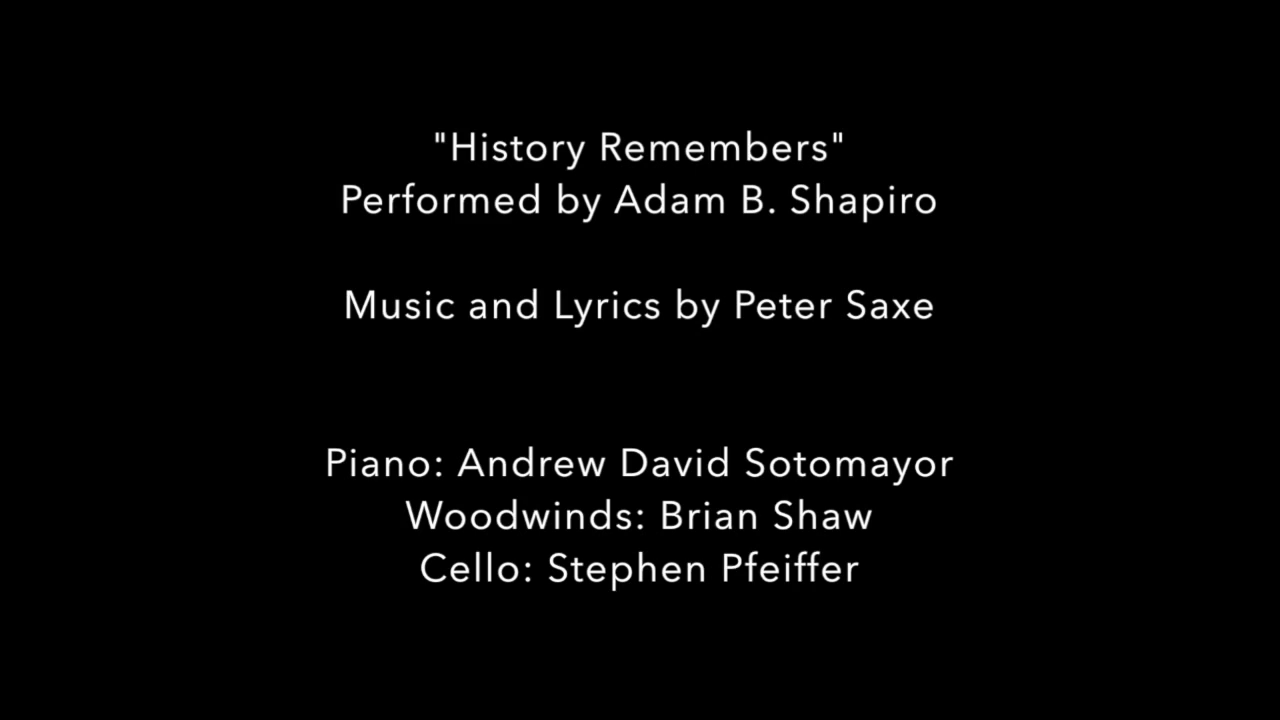 "History Remembers"
Performed by Adam B. Shapiro
Music and Lyrics by Peter Saxe
Piano: Andrew David Sotomayor
Woodwinds: Brian Shaw
Cello: Stephen Pfeiffer